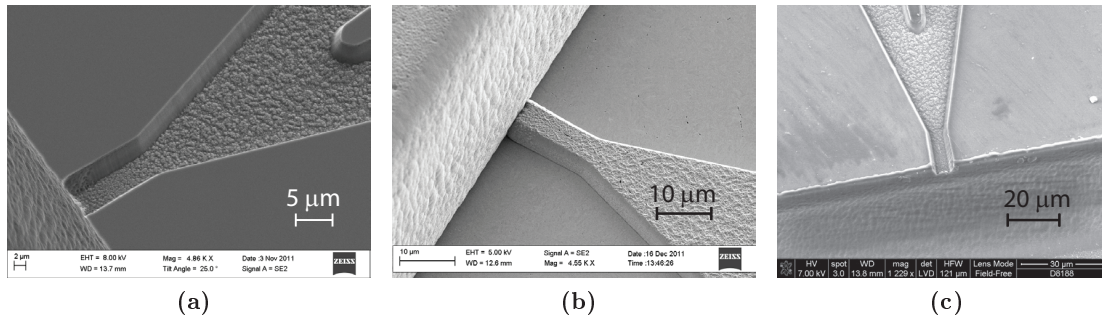 5 μm
2 μm EHT = 8.00 kV Mag = 4.86 K X Date :3 Nov 2011 ZEISS
WD = 13.7 mm Tilt Angle = 25.0 ° Signal A = SE2
(a)
10 μm
10 μm EHT = 5.00 kV Signal A = SE2 Date :16 Dec 2011 ZEISS
WD = 12.6 mm Mag = 4.55 K X Time :13:46:26
(b)
20 μm
HV spot WD mag det HFW Lens Mode 30 μm
7.00 kV 3.0 13.8 mm 1 229 x LVD 121 μm Field-Free D8188
(c)